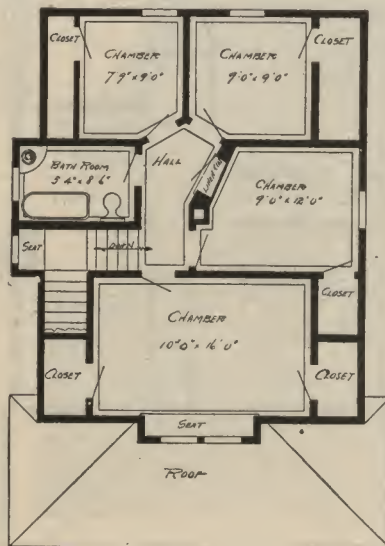 CLOSET
CHAMBER
7'9" x 9'0"
CHAMBER
9'0" x 9'0"
CLOSET
BATH ROOM
5'4" x 8'6"
HALL
LINEN
CHAMBER
9'0" x 12'0"
SEAT
DOWN
CLOSET
CHAMBER
10'0" x 16'0"
CLOSET
CLOSET
SEAT
ROOF